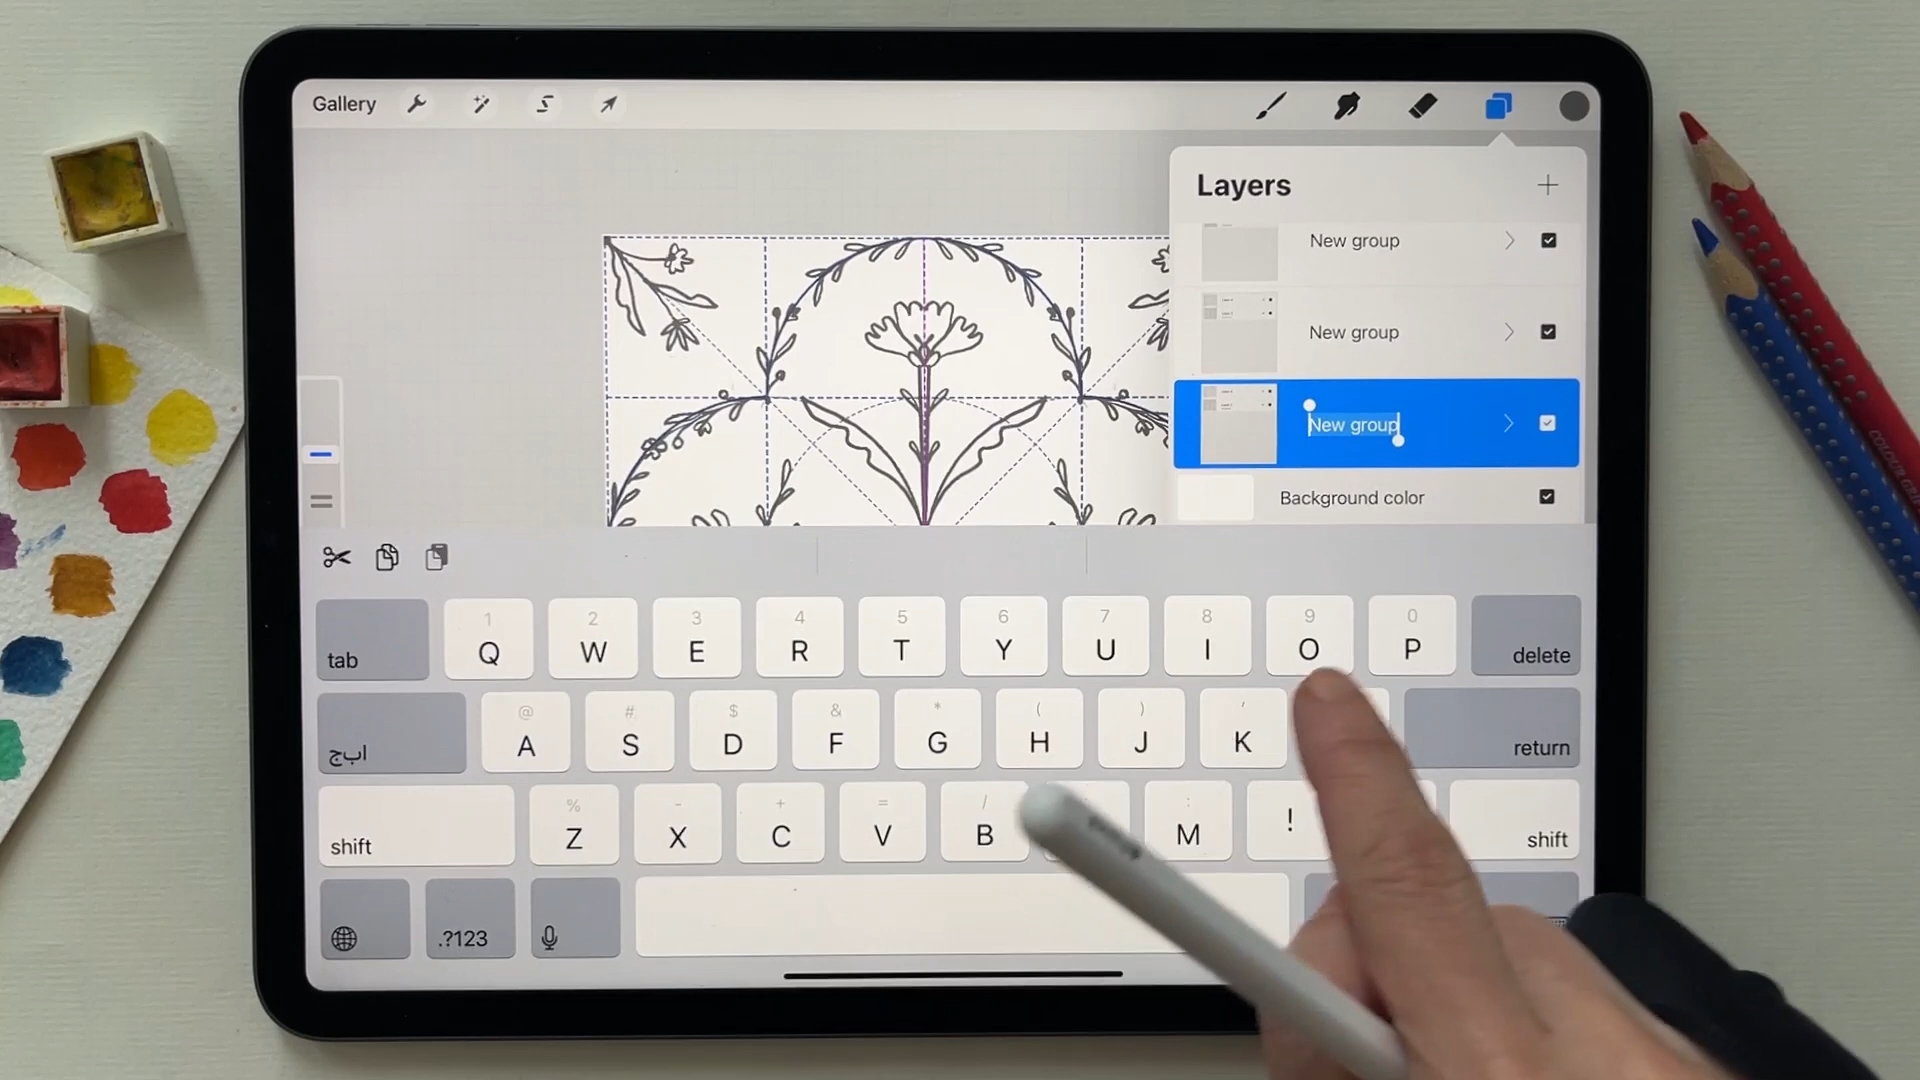 Gallery
Layers
New group
New group
New group
Background color
1 2 3 4 5 6 7 8 9 0
tab Q W E R T Y U I O P delete
@ # $ & * ( ) '
ابج A S D F G H J K return
% - + = / :
shift Z X C V B M ! shift
.?123